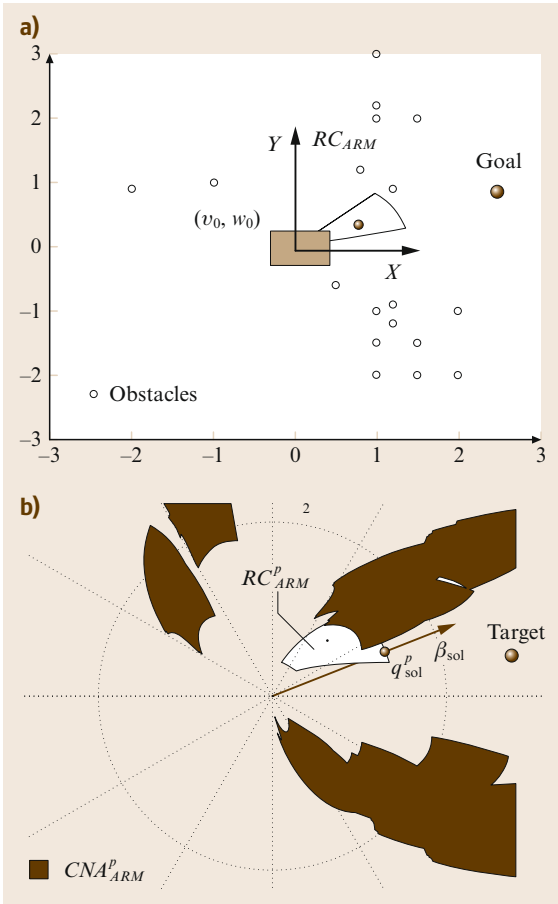 a)
3
2
1
0
−1
−2
−3
Y
RC_ARM
Goal
(υ₀, w₀)
X
Obstacles
−3 −2 −1 0 1 2 3
b)
2
RC^p_ARM
Target
β_sol
q^p_sol
CNA^p_ARM